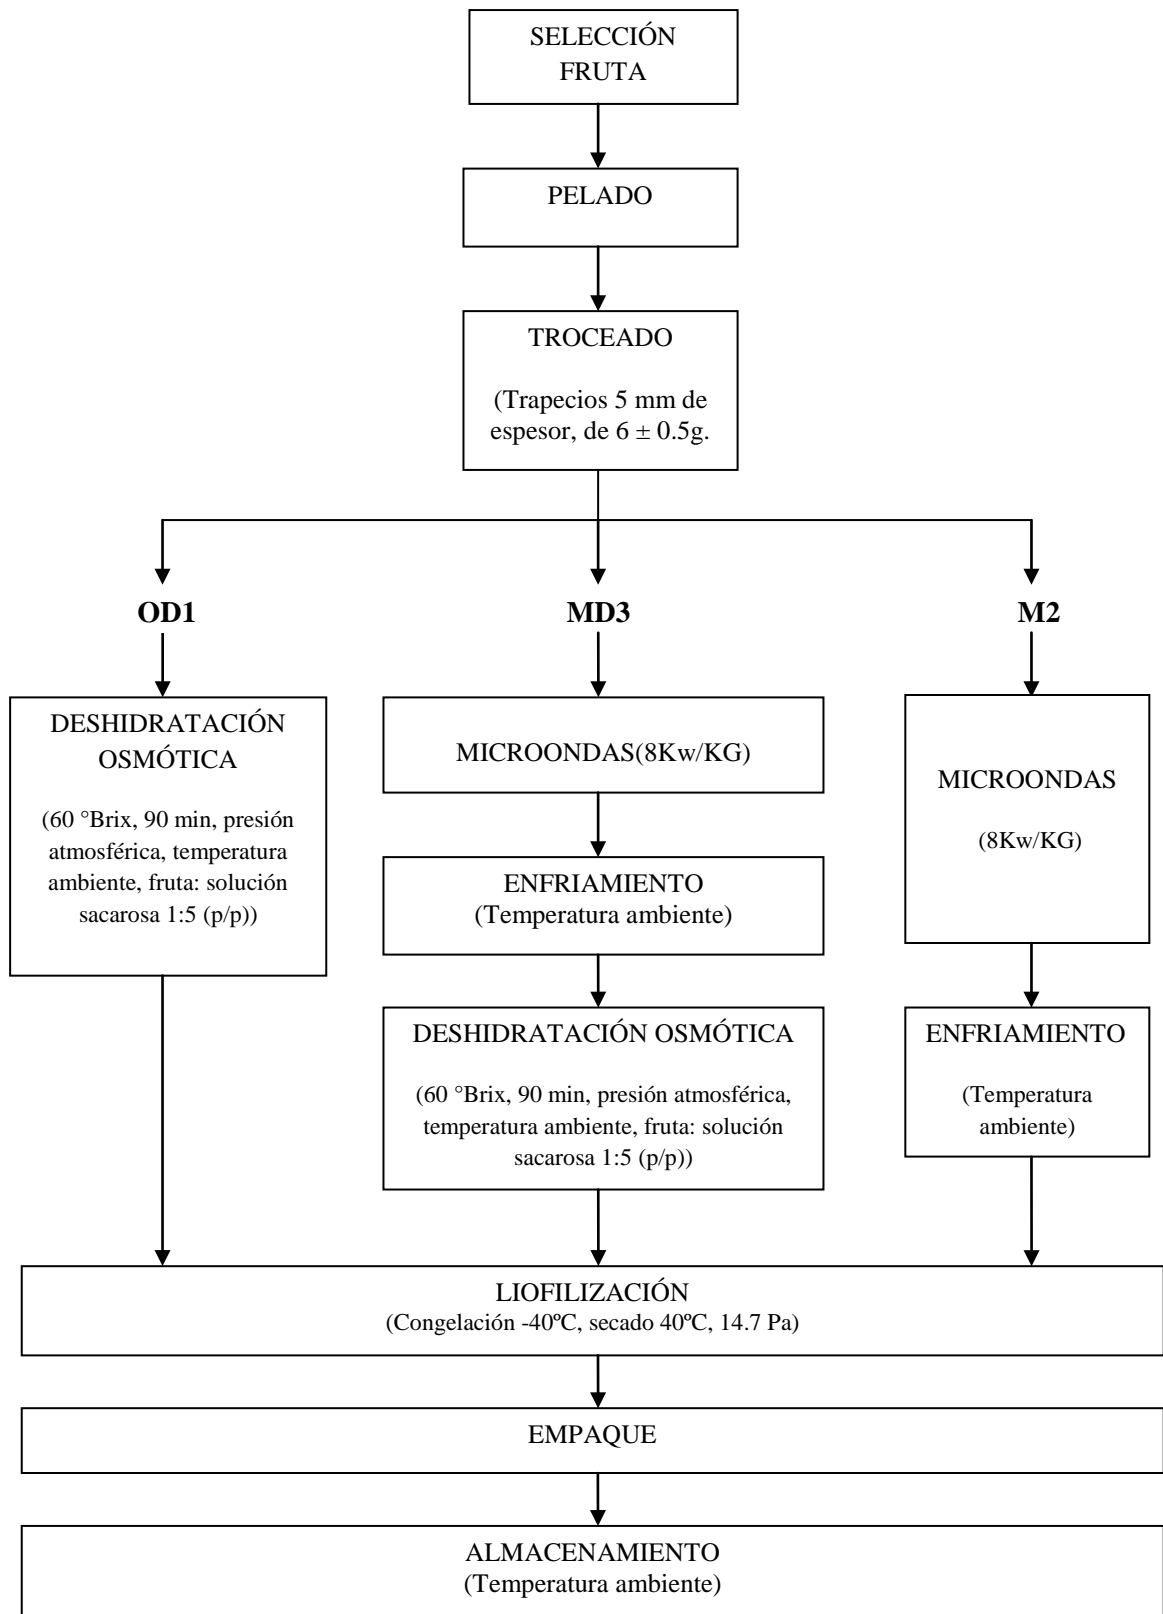 SELECCIÓN
FRUTA
PELADO
TROCEADO
(Trapecios 5 mm de
espesor, de 6 ± 0.5g.
OD1
MD3
M2
DESHIDRATACIÓN
OSMÓTICA
(60 °Brix, 90 min, presión
atmosférica, temperatura
ambiente, fruta: solución
sacarosa 1:5 (p/p))
MICROONDAS(8Kw/KG)
ENFRIAMIENTO
(Temperatura ambiente)
DESHIDRATACIÓN OSMÓTICA
(60 °Brix, 90 min, presión atmosférica,
temperatura ambiente, fruta: solución
sacarosa 1:5 (p/p))
MICROONDAS
(8Kw/KG)
ENFRIAMIENTO
(Temperatura
ambiente)
LIOFILIZACIÓN
(Congelación -40ºC, secado 40ºC, 14.7 Pa)
EMPAQUE
ALMACENAMIENTO
(Temperatura ambiente)